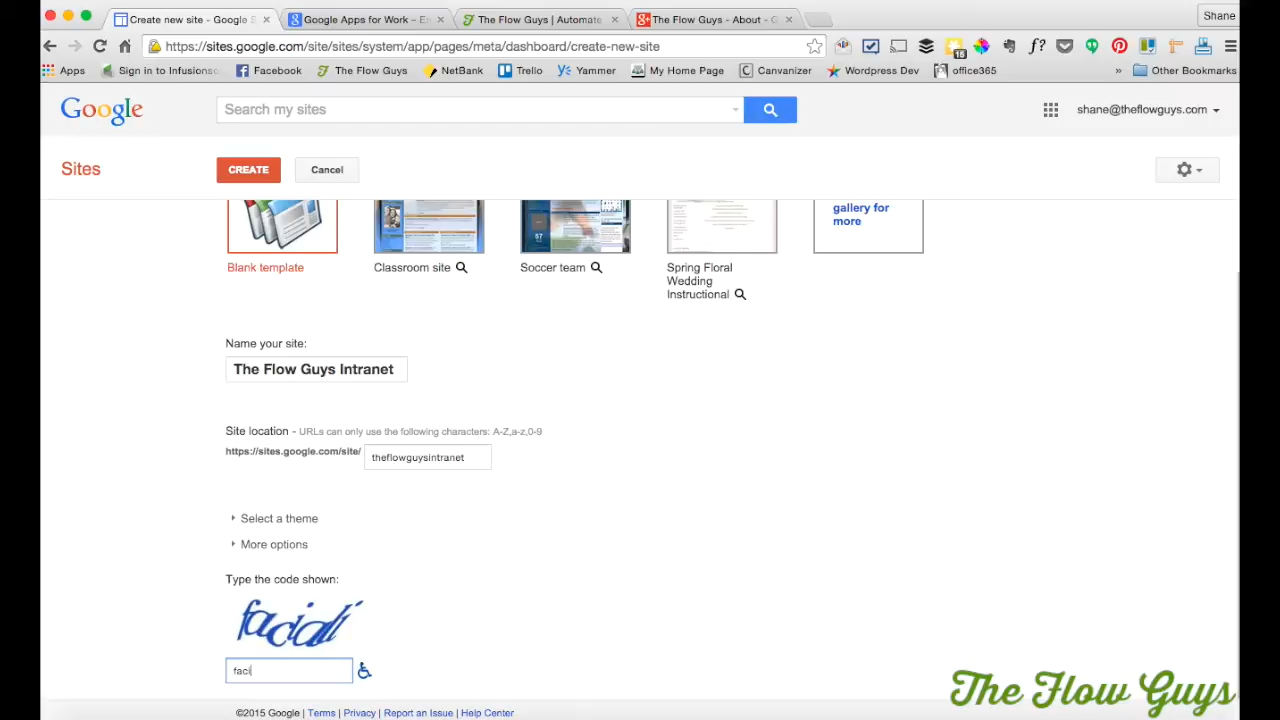 Create new site - Google S
Google Apps for Work – Es
The Flow Guys | Automate
The Flow Guys - About - G
Shane
https://sites.google.com/site/sites/system/app/pages/meta/dashboard/create-new-site
15
f?
Apps
Sign in to Infusions
Facebook
The Flow Guys
NetBank
Trello
Yammer
My Home Page
Canvanizer
Wordpress Dev
office365
»
Other Bookmarks
Google
Search my sites
shane@theflowguys.com
Sites
CREATE
Cancel
57
gallery for
more
Blank template
Classroom site
Soccer team
Spring Floral
Wedding
Instructional
Name your site:
The Flow Guys Intranet
Site location - URLs can only use the following characters: A-Z,a-z,0-9
https://sites.google.com/site/ theflowguysintranet
Select a theme
More options
Type the code shown:
faci
The Flow Guys
©2015 Google | Terms | Privacy | Report an Issue | Help Center